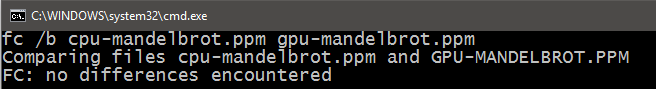 C:\WINDOWS\system32\cmd.exe
fc /b cpu-mandelbrot.ppm gpu-mandelbrot.ppm
Comparing files cpu-mandelbrot.ppm and GPU-MANDELBROT.PPM
FC: no differences encountered